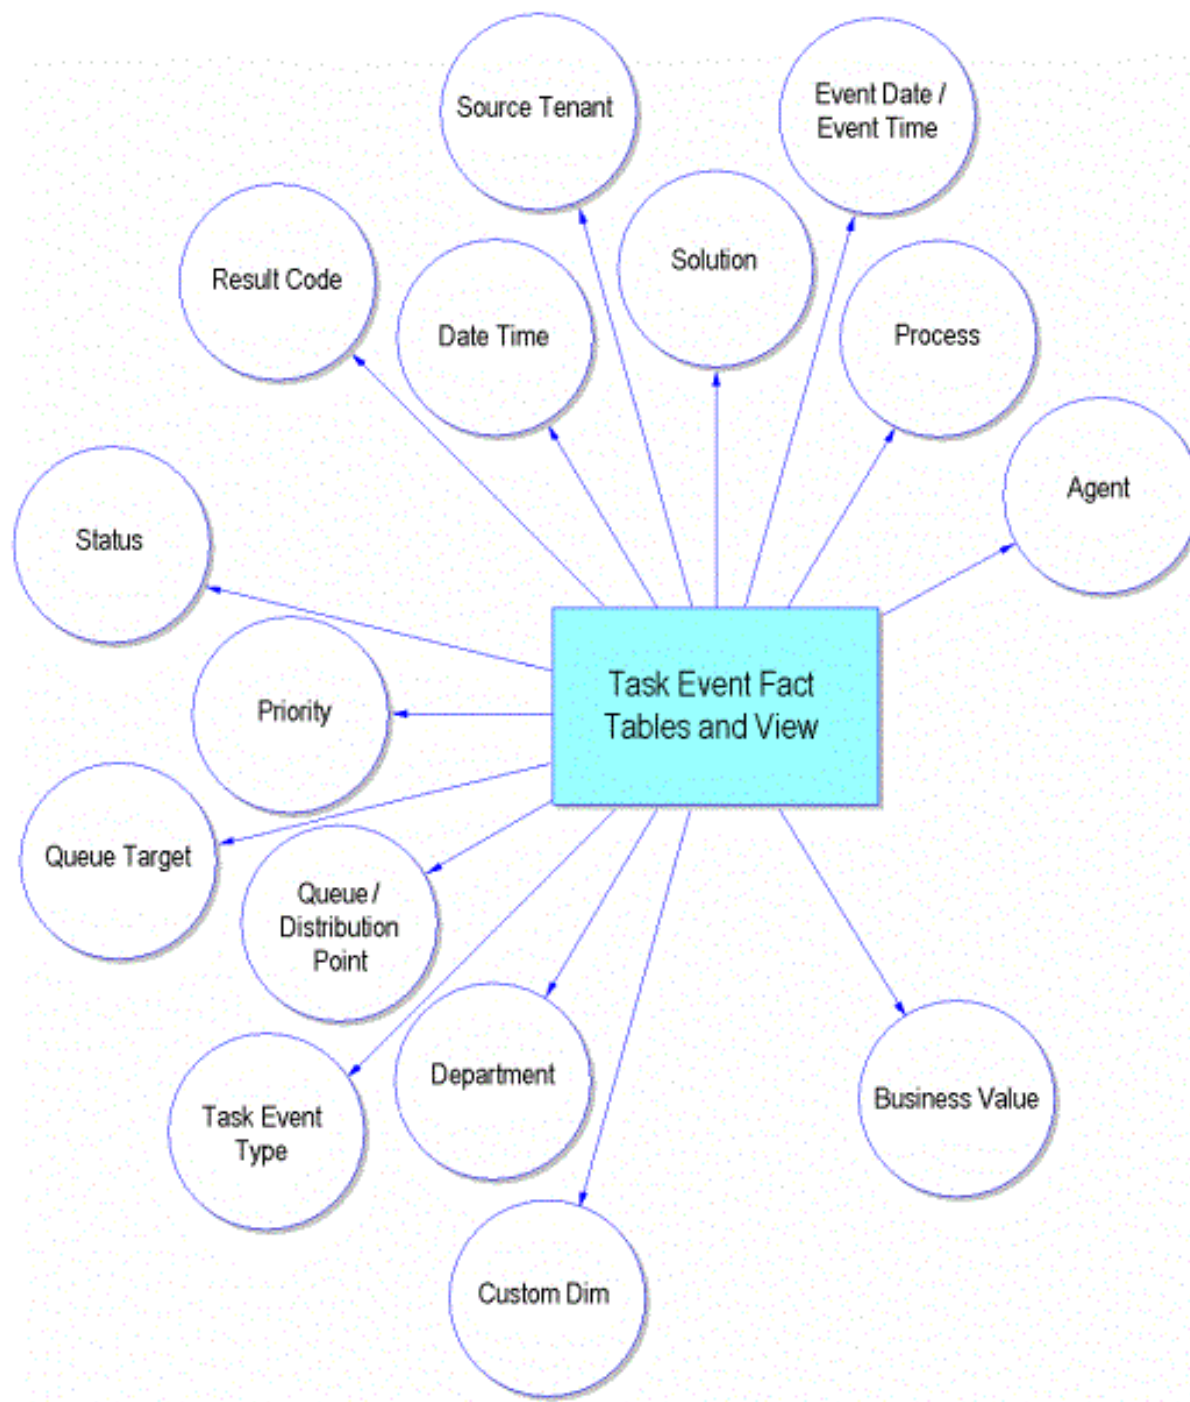 Source Tenant
Event Date /
Event Time
Solution
Result Code
Date Time
Process
Agent
Status
Task Event Fact
Tables and View
Priority
Queue Target
Queue /
Distribution
Point
Department
Business Value
Task Event
Type
Custom Dim